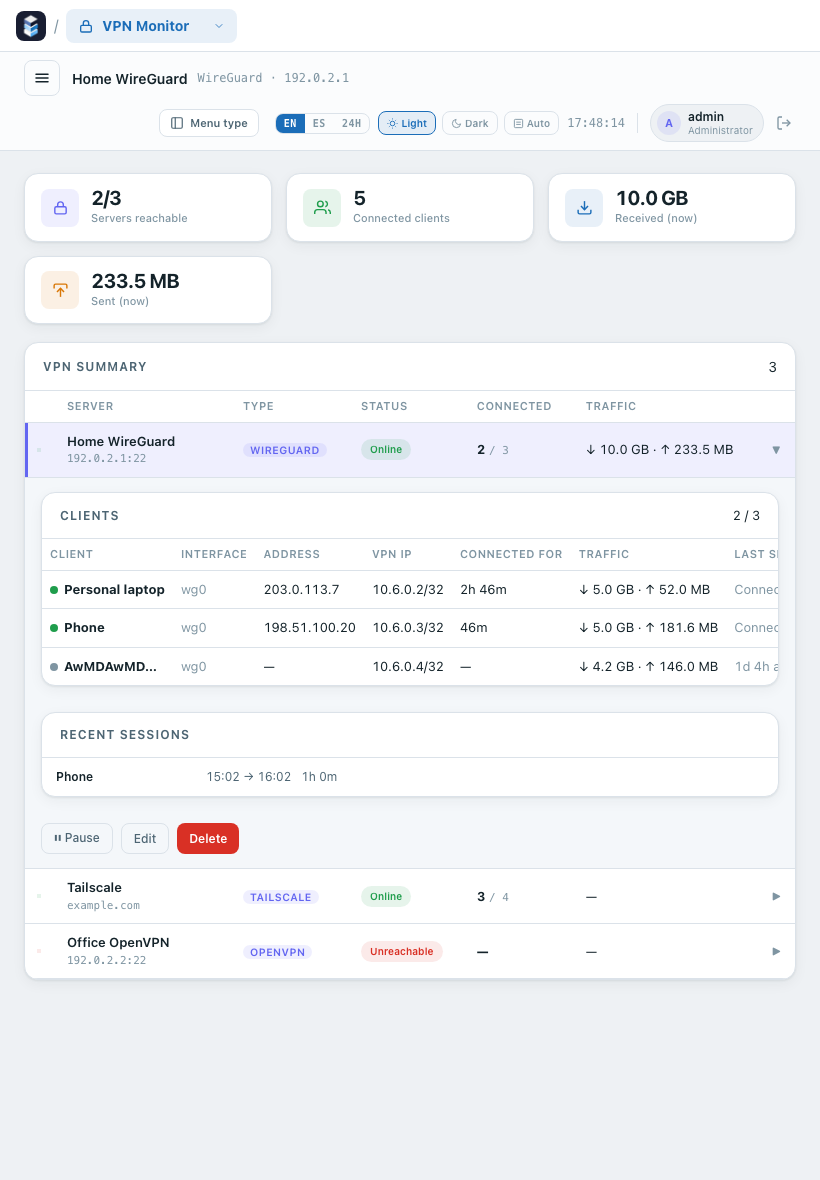 / VPN Monitor
Home WireGuard WireGuard · 192.0.2.1
Menu type EN ES 24H Light Dark Auto 17:48:14 A admin
Administrator
2/3
Servers reachable
5
Connected clients
10.0 GB
Received (now)
233.5 MB
Sent (now)
VPN SUMMARY 3
SERVER TYPE STATUS CONNECTED TRAFFIC
Home WireGuard WIREGUARD Online 2 / 3 ↓ 10.0 GB · ↑ 233.5 MB ▼
192.0.2.1:22
CLIENTS 2 / 3
CLIENT INTERFACE ADDRESS VPN IP CONNECTED FOR TRAFFIC LAST
Personal laptop wg0 203.0.113.7 10.6.0.2/32 2h 46m ↓ 5.0 GB · ↑ 52.0 MB
Phone wg0 198.51.100.20 10.6.0.3/32 46m ↓ 5.0 GB · ↑ 181.6 MB
AwMDAwMD... wg0 — 10.6.0.4/32 — ↓ 4.2 GB · ↑ 146.0 MB 1d 4h
RECENT SESSIONS
Phone 15:02 → 16:02 1h 0m
Pause Edit Delete
Tailscale TAILSCALE Online 3 / 4 — ▶
example.com
Office OpenVPN OPENVPN Unreachable — — ▶
192.0.2.2:22